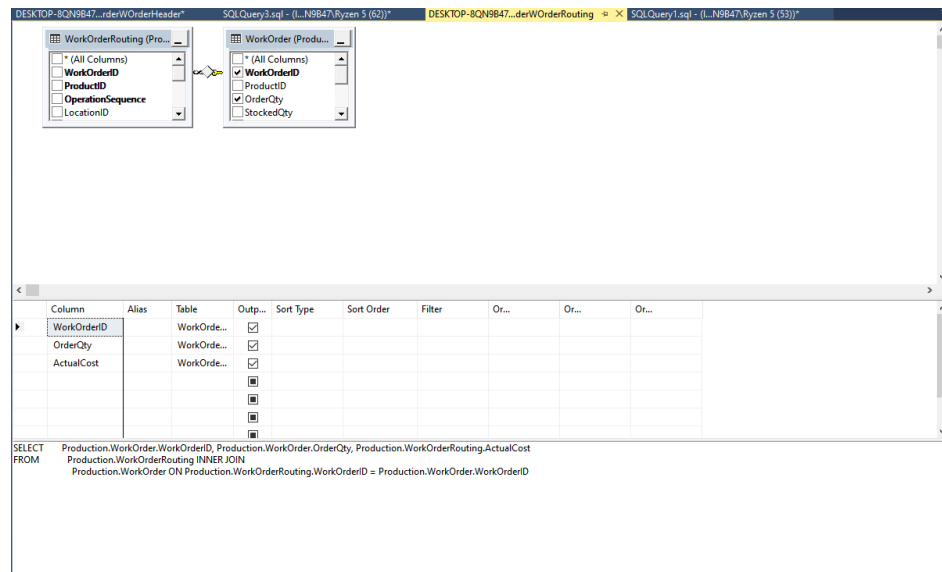 DESKTOP-8QN9B47...rderWOrderHeader* SQLQuery3.sql - (l...N9B47\Ryzen 5 (62))* DESKTOP-8QN9B47...derWOrderRouting SQLQuery1.sql - (l...N9B47\Ryzen 5 (53))*
WorkOrderRouting (Pro... WorkOrder (Produ...
* (All Columns) * (All Columns)
WorkOrderID WorkOrderID
ProductID ProductID
OperationSequence OrderQty
LocationID StockedQty
Column Alias Table Outp... Sort Type Sort Order Filter Or... Or... Or...
WorkOrderID WorkOrde...
OrderQty WorkOrde...
ActualCost WorkOrde...
SELECT Production.WorkOrder.WorkOrderID, Production.WorkOrder.OrderQty, Production.WorkOrderRouting.ActualCost
FROM Production.WorkOrderRouting INNER JOIN
Production.WorkOrder ON Production.WorkOrderRouting.WorkOrderID = Production.WorkOrder.WorkOrderID